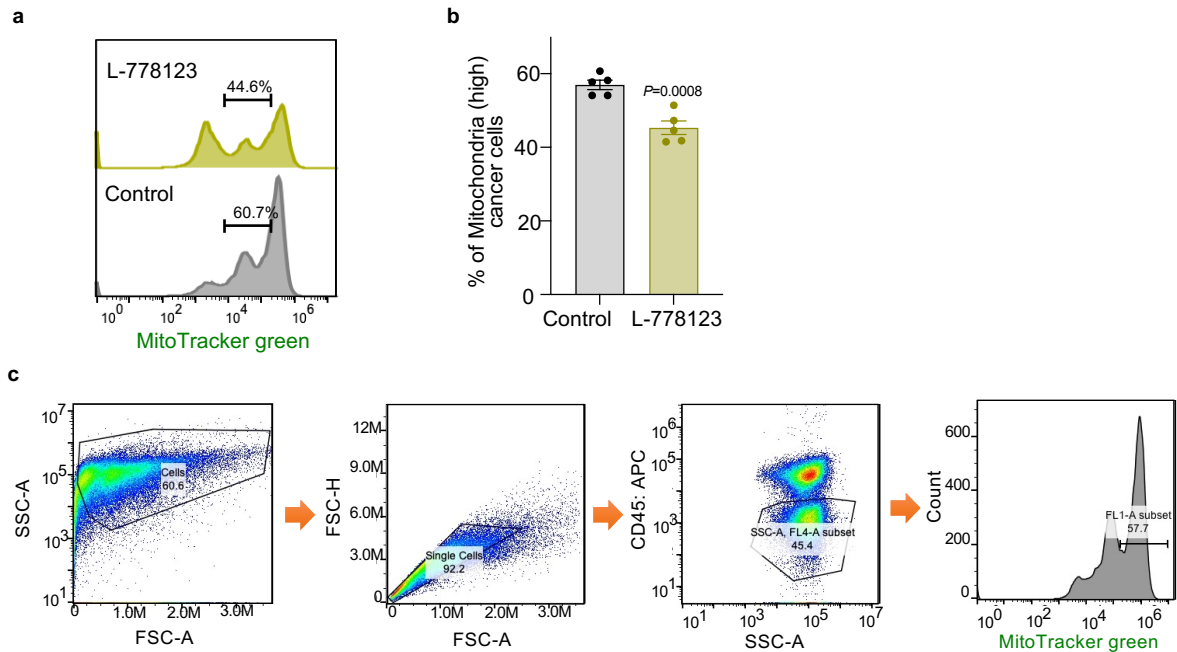 a
L-778123
44.6%
Control
60.7%
10^0 10^2 10^4 10^6
MitoTracker green
b
% of Mitochondria (high)
cancer cells
60
40
20
0
P=0.0008
Control L-778123
c
SSC-A
10^7
10^5
10^3
10^1
Cells
60.6
0 1.0M 2.0M 3.0M
FSC-A
FSC-H
12M
9.0M
6.0M
3.0M
0
Single Cells
92.2
0 1.0M 2.0M 3.0M
FSC-A
CD45: APC
10^6
10^5
10^3
10^1
SSC-A, FL4-A subset
45.4
10^1 10^3 10^5 10^7
SSC-A
Count
600
400
200
0
FL1-A subset
57.7
10^0 10^2 10^4 10^6
MitoTracker green